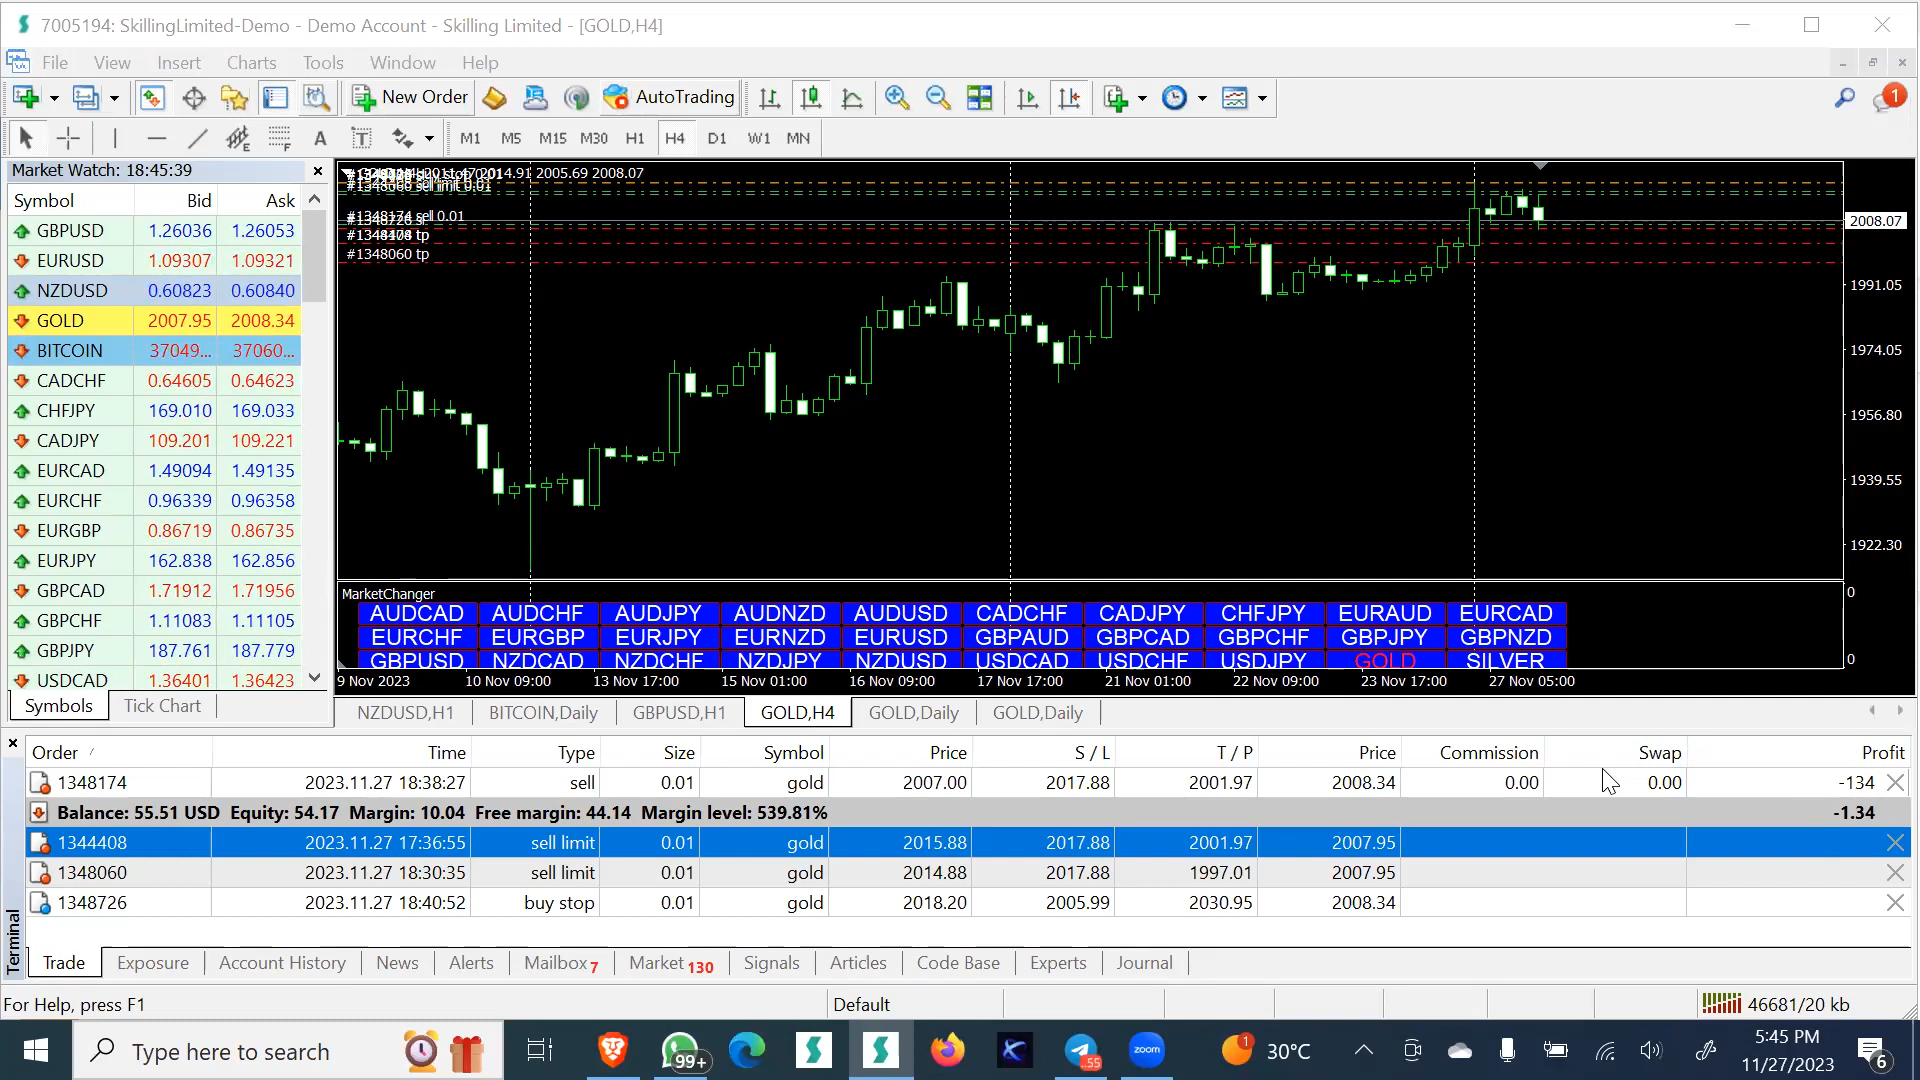 7005194: SkillingLimited-Demo - Demo Account - Skilling Limited - [GOLD,H4]
File View Insert Charts Tools Window Help
New Order AutoTrading 1
A T M1 M5 M15 M30 H1 H4 D1 W1 MN
Market Watch: 18:45:39
Symbol Bid Ask
GBPUSD 1.26036 1.26053
EURUSD 1.09307 1.09321
NZDUSD 0.60823 0.60840
GOLD 2007.95 2008.34
BITCOIN 37049... 37060...
CADCHF 0.64605 0.64623
CHFJPY 169.010 169.033
CADJPY 109.201 109.221
EURCAD 1.49094 1.49135
EURCHF 0.96339 0.96358
EURGBP 0.86719 0.86735
EURJPY 162.838 162.856
GBPCAD 1.71912 1.71956
GBPCHF 1.11083 1.11105
GBPJPY 187.761 187.779
USDCAD 1.36401 1.36423
Symbols Tick Chart
2014.91 2005.69 2008.07
sell limit 0.01
#1348174 sell 0.01
tp
#1348060 tp
2008.07
1991.05
1974.05
1956.80
1939.55
1922.30
MarketChanger
0
AUDCAD AUDCHF AUDJPY AUDNZD AUDUSD CADCHF CADJPY CHFJPY EURAUD EURCAD
EURCHF EURGBP EURJPY EURNZD EURUSD GBPAUD GBPCAD GBPCHF GBPJPY GBPNZD
GBPUSD NZDCAD NZDCHF NZDJPY NZDUSD USDCAD USDCHF USDJPY GOLD SILVER
0
9 Nov 2023 10 Nov 09:00 13 Nov 17:00 15 Nov 01:00 16 Nov 09:00 17 Nov 17:00 21 Nov 01:00 22 Nov 09:00 23 Nov 17:00 27 Nov 05:00
NZDUSD,H1 BITCOIN,Daily GBPUSD,H1 GOLD,H4 GOLD,Daily GOLD,Daily
Order Time Type Size Symbol Price S / L T / P Price Commission Swap Profit
1348174 2023.11.27 18:38:27 sell 0.01 gold 2007.00 2017.88 2001.97 2008.34 0.00 0.00 -134
Balance: 55.51 USD Equity: 54.17 Margin: 10.04 Free margin: 44.14 Margin level: 539.81% -1.34
1344408 2023.11.27 17:36:55 sell limit 0.01 gold 2015.88 2017.88 2001.97 2007.95
1348060 2023.11.27 18:30:35 sell limit 0.01 gold 2014.88 2017.88 1997.01 2007.95
1348726 2023.11.27 18:40:52 buy stop 0.01 gold 2018.20 2005.99 2030.95 2008.34
Terminal
Trade Exposure Account History News Alerts Mailbox 7 Market 130 Signals Articles Code Base Experts Journal
For Help, press F1 Default 46681/20 kb
Type here to search 99+ 55 zoom 1 30°C 5:45 PM
11/27/2023 6